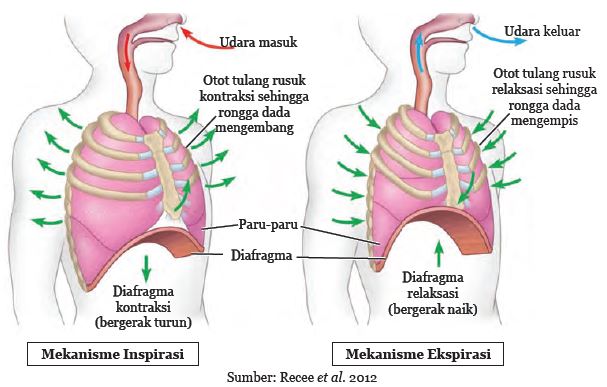 Udara masuk
Otot tulang rusuk
kontraksi sehingga
rongga dada
mengembang
Diafragma
kontraksi
(bergerak turun)
Mekanisme Inspirasi
Paru-paru
Diafragma
Udara keluar
Otot tulang rusuk
relaksasi sehingga
rongga dada
mengempis
Diafragma
relaksasi
(bergerak naik)
Mekanisme Ekspirasi
Sumber: Recee et al. 2012